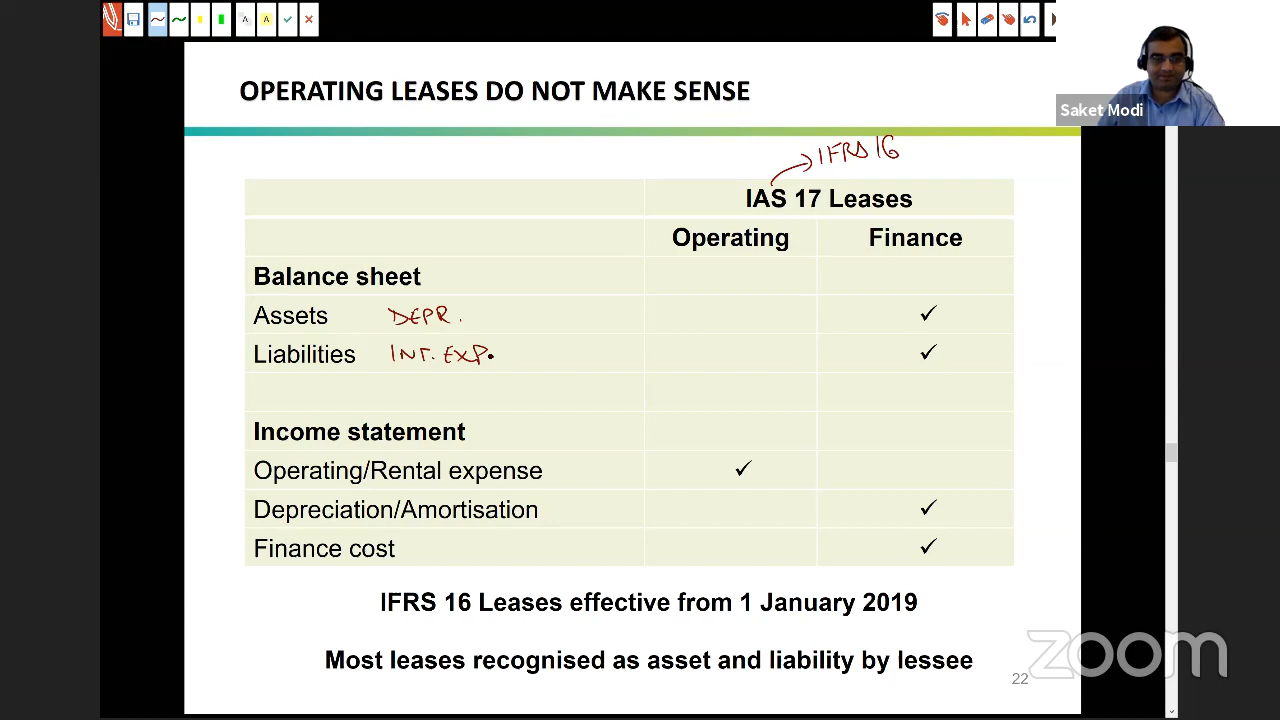 A A
Saket Modi
OPERATING LEASES DO NOT MAKE SENSE
IFRS 16
IAS 17 Leases
Operating Finance
Balance sheet
Assets DEPR. ✓
Liabilities INT. EXP. ✓
Income statement
Operating/Rental expense ✓
Depreciation/Amortisation ✓
Finance cost ✓
IFRS 16 Leases effective from 1 January 2019
Most leases recognised as asset and liability by lessee
22
zoom